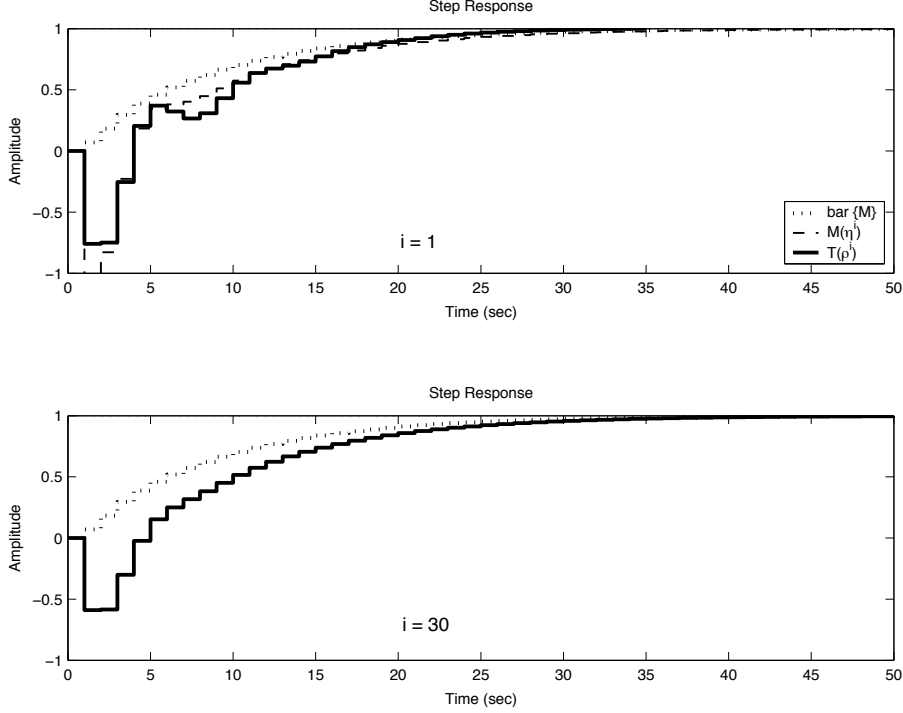 Step Response
1
0.5
0
−0.5
−1
Amplitude
i = 1
bar {M}
M(ηⁱ)
T(ρⁱ)
0 5 10 15 20 25 30 35 40 45 50
Time (sec)
Step Response
1
0.5
0
−0.5
−1
Amplitude
i = 30
0 5 10 15 20 25 30 35 40 45 50
Time (sec)